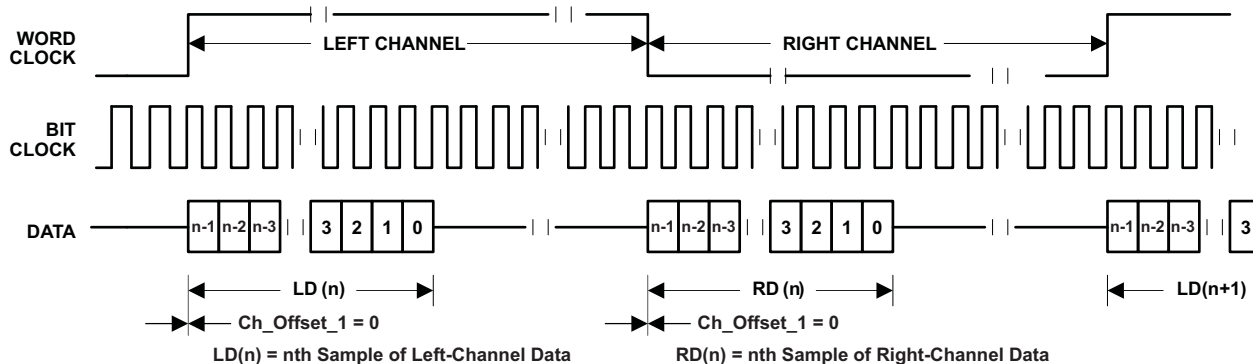 WORD
CLOCK
LEFT CHANNEL
RIGHT CHANNEL
BIT
CLOCK
DATA
n-1 n-2 n-3 3 2 1 0 n-1 n-2 n-3 3 2 1 0 n-1 n-2 n-3 3
LD (n) RD (n) LD(n+1)
Ch_Offset_1 = 0 Ch_Offset_1 = 0
LD(n) = nth Sample of Left-Channel Data RD(n) = nth Sample of Right-Channel Data